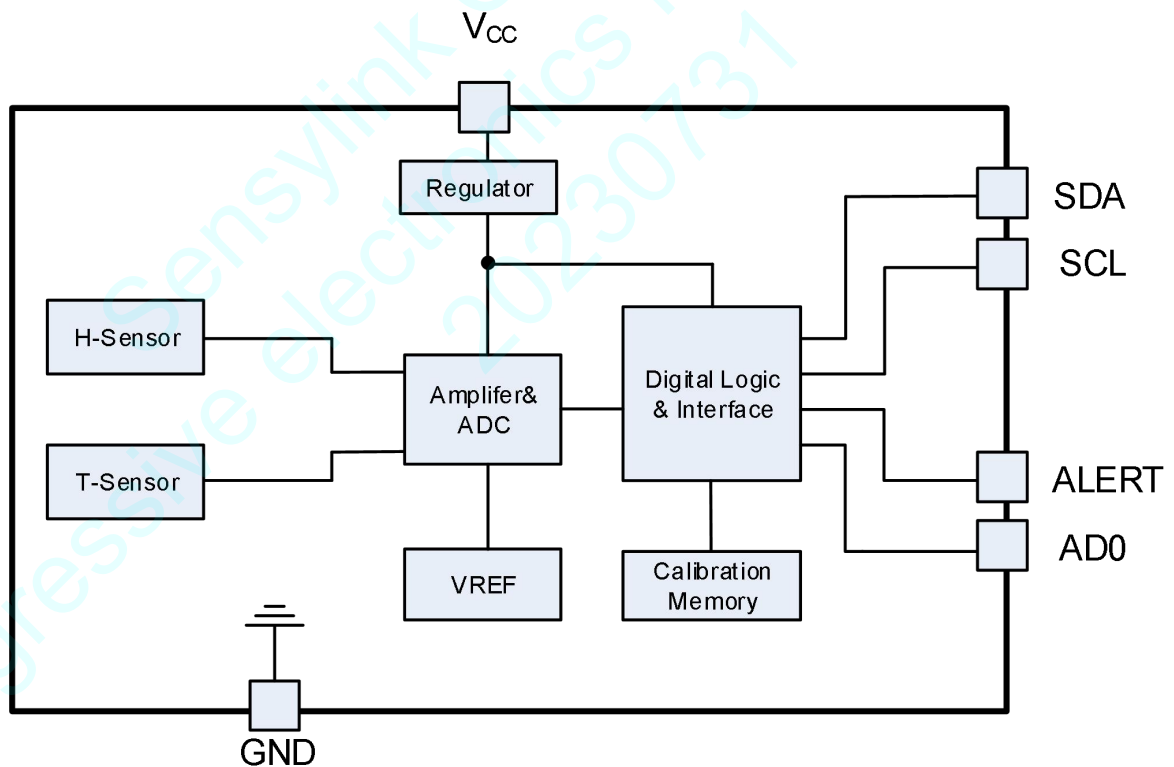 VCC
Regulator
SDA
SCL
H-Sensor
Amplifer&
ADC
Digital Logic
& Interface
T-Sensor
ALERT
AD0
VREF
Calibration
Memory
GND
Sensylink
gressive electronics
20230731